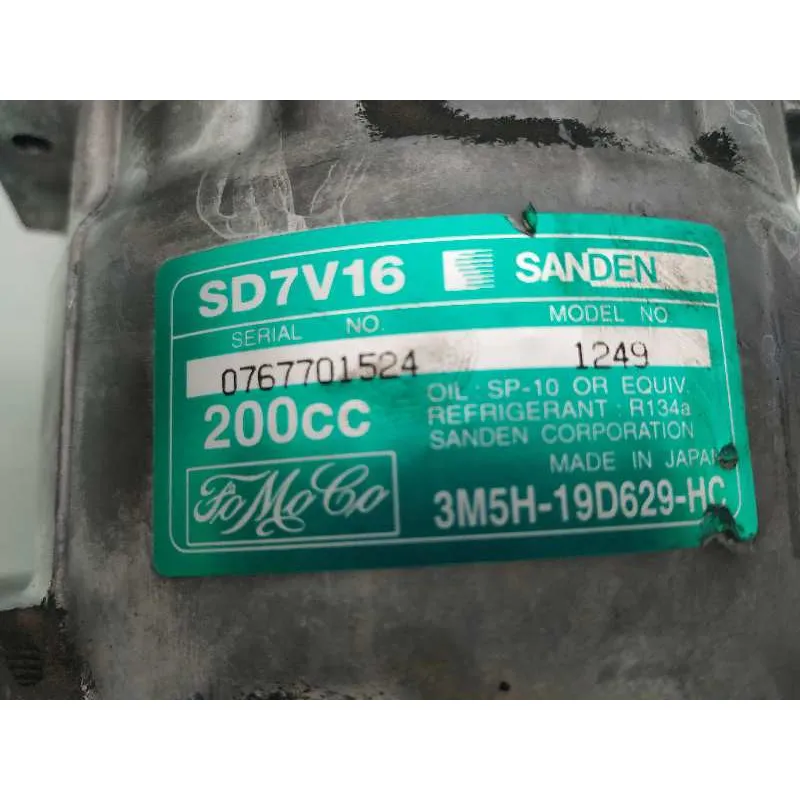 SD7V16 SANDEN
SERIAL NO. MODEL NO
0767701524 1249
200cc OIL : SP-10 OR EQUIV.
REFRIGERANT : R134a
SANDEN CORPORATION
MADE IN JAPAN
FoMoCo 3M5H-19D629-HC